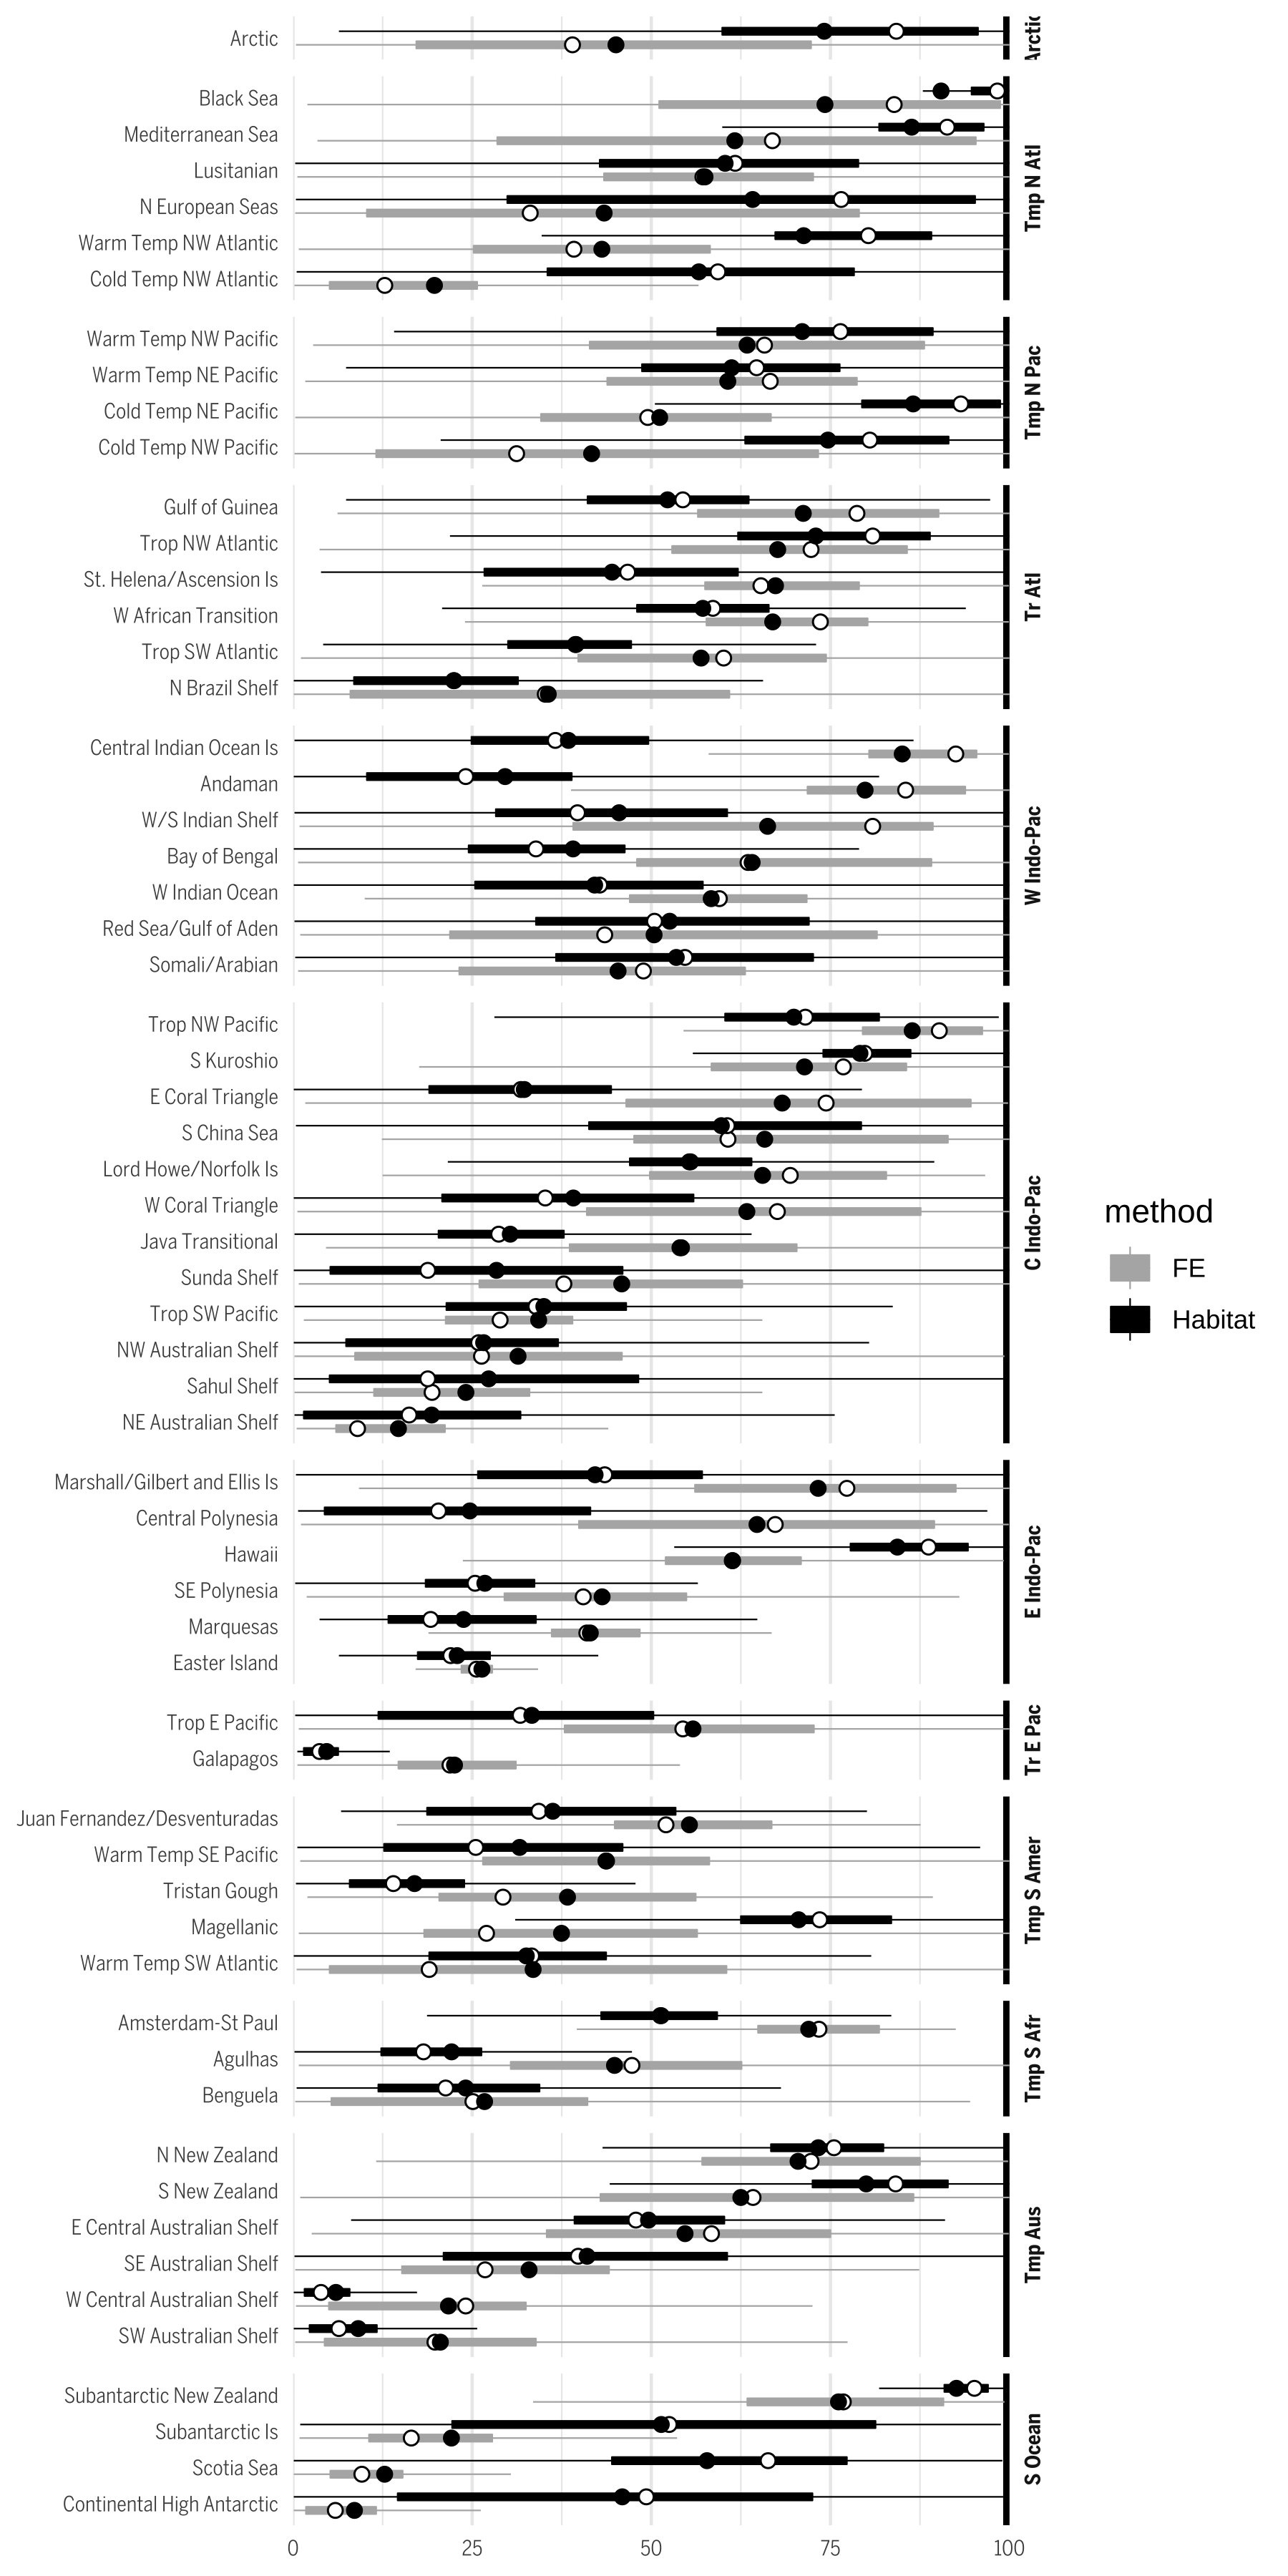 Arctic
Arctic
Black Sea
Mediterranean Sea
Lusitanian
N European Seas
Warm Temp NW Atlantic
Cold Temp NW Atlantic
Tmp N Atl
Warm Temp NW Pacific
Warm Temp NE Pacific
Cold Temp NE Pacific
Cold Temp NW Pacific
Tmp N Pac
Gulf of Guinea
Trop NW Atlantic
St. Helena/Ascension Is
W African Transition
Trop SW Atlantic
N Brazil Shelf
Tr Atl
Central Indian Ocean Is
Andaman
W/S Indian Shelf
Bay of Bengal
W Indian Ocean
Red Sea/Gulf of Aden
Somali/Arabian
W Indo-Pac
Trop NW Pacific
S Kuroshio
E Coral Triangle
S China Sea
Lord Howe/Norfolk Is
W Coral Triangle
Java Transitional
Sunda Shelf
Trop SW Pacific
NW Australian Shelf
Sahul Shelf
NE Australian Shelf
C Indo-Pac
method
FE
Habitat
Marshall/Gilbert and Ellis Is
Central Polynesia
Hawaii
SE Polynesia
Marquesas
Easter Island
E Indo-Pac
Trop E Pacific
Galapagos
Tr E Pac
Juan Fernandez/Desventuradas
Warm Temp SE Pacific
Tristan Gough
Magellanic
Warm Temp SW Atlantic
Tmp S Amer
Amsterdam-St Paul
Agulhas
Benguela
Tmp S Afr
N New Zealand
S New Zealand
E Central Australian Shelf
SE Australian Shelf
W Central Australian Shelf
SW Australian Shelf
Tmp Aus
Subantarctic New Zealand
Subantarctic Is
Scotia Sea
Continental High Antarctic
S Ocean
0 25 50 75 100